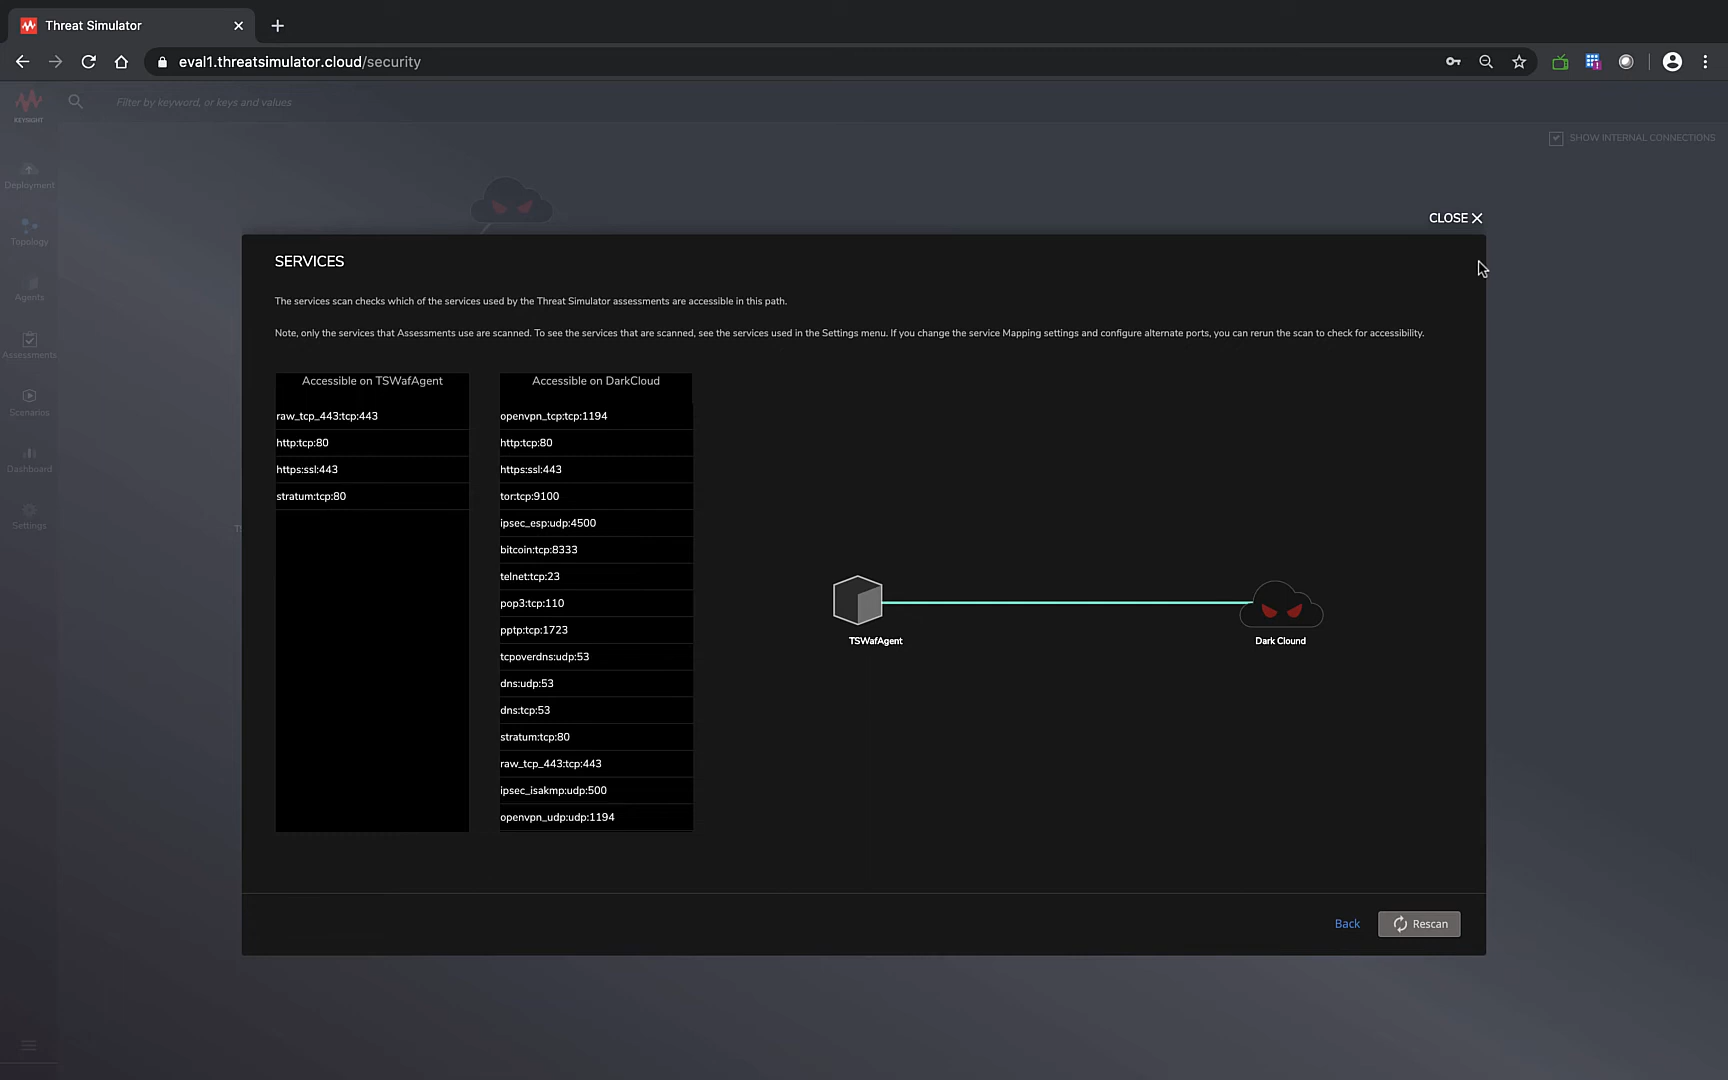 Threat Simulator
eval1.threatsimulator.cloud/security
KEYSIGHT
Filter by keyword, or keys and values
SHOW INTERNAL CONNECTIONS
Deployment
Topology
Agents
Assessments
Scenarios
Dashboard
Settings
CLOSE
SERVICES
The services scan checks which of the services used by the Threat Simulator assessments are accessible in this path.
Note, only the services that Assessments use are scanned. To see the services that are scanned, see the services used in the Settings menu. If you change the service Mapping settings and configure alternate ports, you can rerun the scan to check for accessibility.
Accessible on TSWafAgent
raw_tcp_443:tcp:443
http:tcp:80
https:ssl:443
stratum:tcp:80
Accessible on DarkCloud
openvpn_tcp:tcp:1194
http:tcp:80
https:ssl:443
tor:tcp:9100
ipsec_esp:udp:4500
bitcoin:tcp:8333
telnet:tcp:23
pop3:tcp:110
pptp:tcp:1723
tcpoverdns:udp:53
dns:udp:53
dns:tcp:53
stratum:tcp:80
raw_tcp_443:tcp:443
ipsec_isakmp:udp:500
openvpn_udp:udp:1194
TSWafAgent
Dark Clound
Back
Rescan